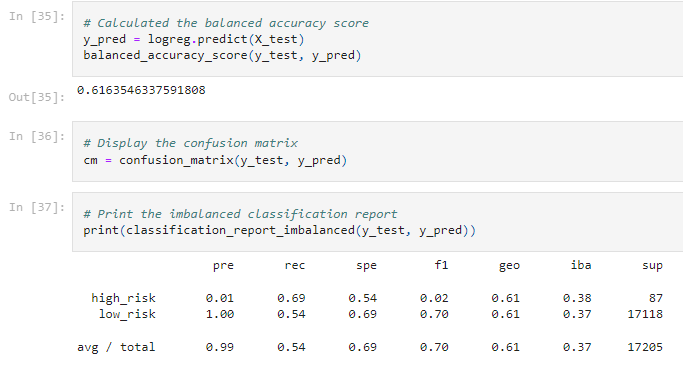 In [35]:
# Calculated the balanced accuracy score
y_pred = logreg.predict(X_test)
balanced_accuracy_score(y_test, y_pred)
Out[35]: 0.6163546337591808
In [36]:
# Display the confusion matrix
cm = confusion_matrix(y_test, y_pred)
In [37]:
# Print the imbalanced classification report
print(classification_report_imbalanced(y_test, y_pred))
pre rec spe f1 geo iba sup
high_risk 0.01 0.69 0.54 0.02 0.61 0.38 87
low_risk 1.00 0.54 0.69 0.70 0.61 0.37 17118
avg / total 0.99 0.54 0.69 0.70 0.61 0.37 17205